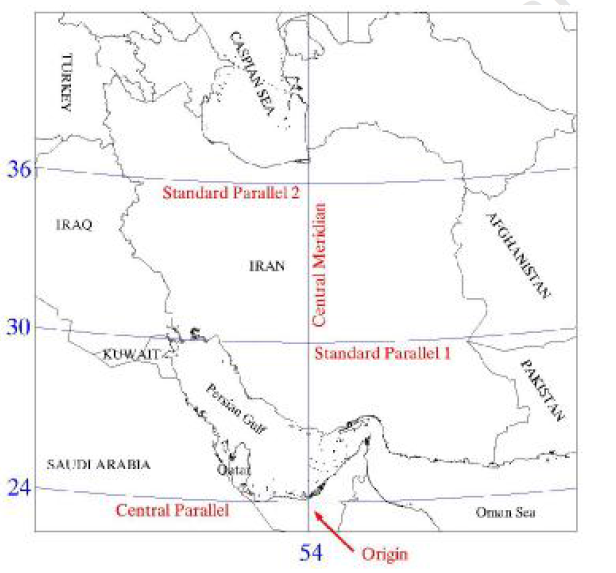 TURKEY
CASPIAN SEA
36
Standard Parallel 2
IRAQ
IRAN
Central Meridian
AFGHANISTAN
30
KUWAIT
Standard Parallel 1
PAKISTAN
Persian Gulf
SAUDI ARABIA
Qatar
24
Central Parallel
Oman Sea
54
Origin